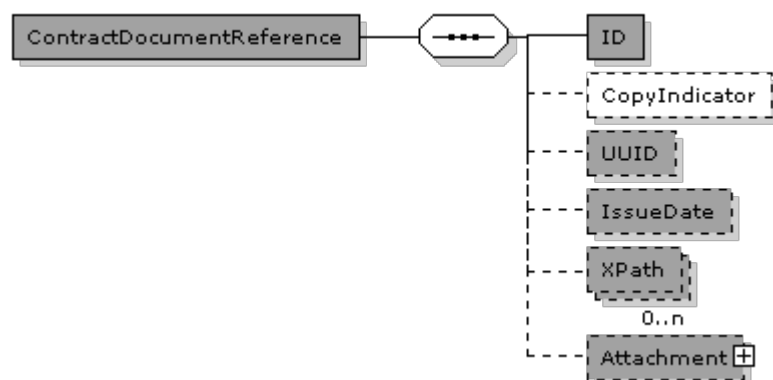 ContractDocumentReference
ID
CopyIndicator
UUID
IssueDate
XPath
0..n
Attachment